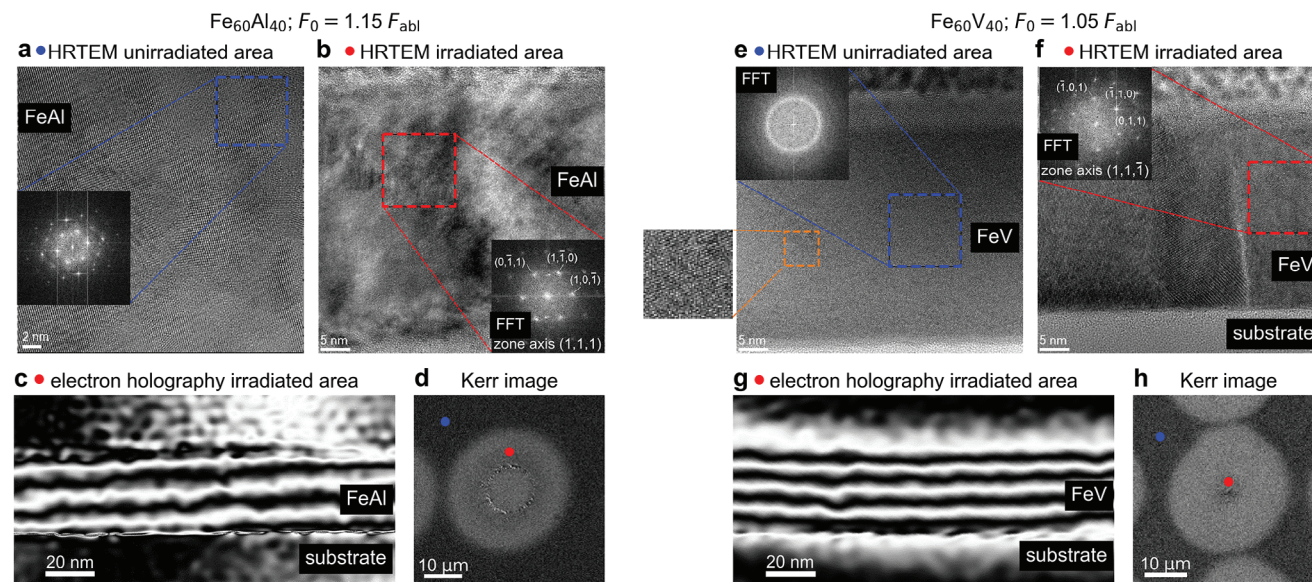 Fe60Al40; F0 = 1.15 Fabl
Fe60V40; F0 = 1.05 Fabl
a HRTEM unirradiated area
b HRTEM irradiated area
e HRTEM unirradiated area
f HRTEM irradiated area
FeAl
2 nm
FeAl
(0,1̄,1)
(1,1̄,0)
(1,0,1̄)
FFT
zone axis (1,1,1)
5 nm
FFT
FeV
5 nm
(1̄,0,1)
(1̄,1,0)
(0,1,1)
FFT
zone axis (1,1,1̄)
FeV
substrate
5 nm
c electron holography irradiated area
d Kerr image
g electron holography irradiated area
h Kerr image
FeAl
substrate
20 nm
10 μm
FeV
substrate
20 nm
10 μm